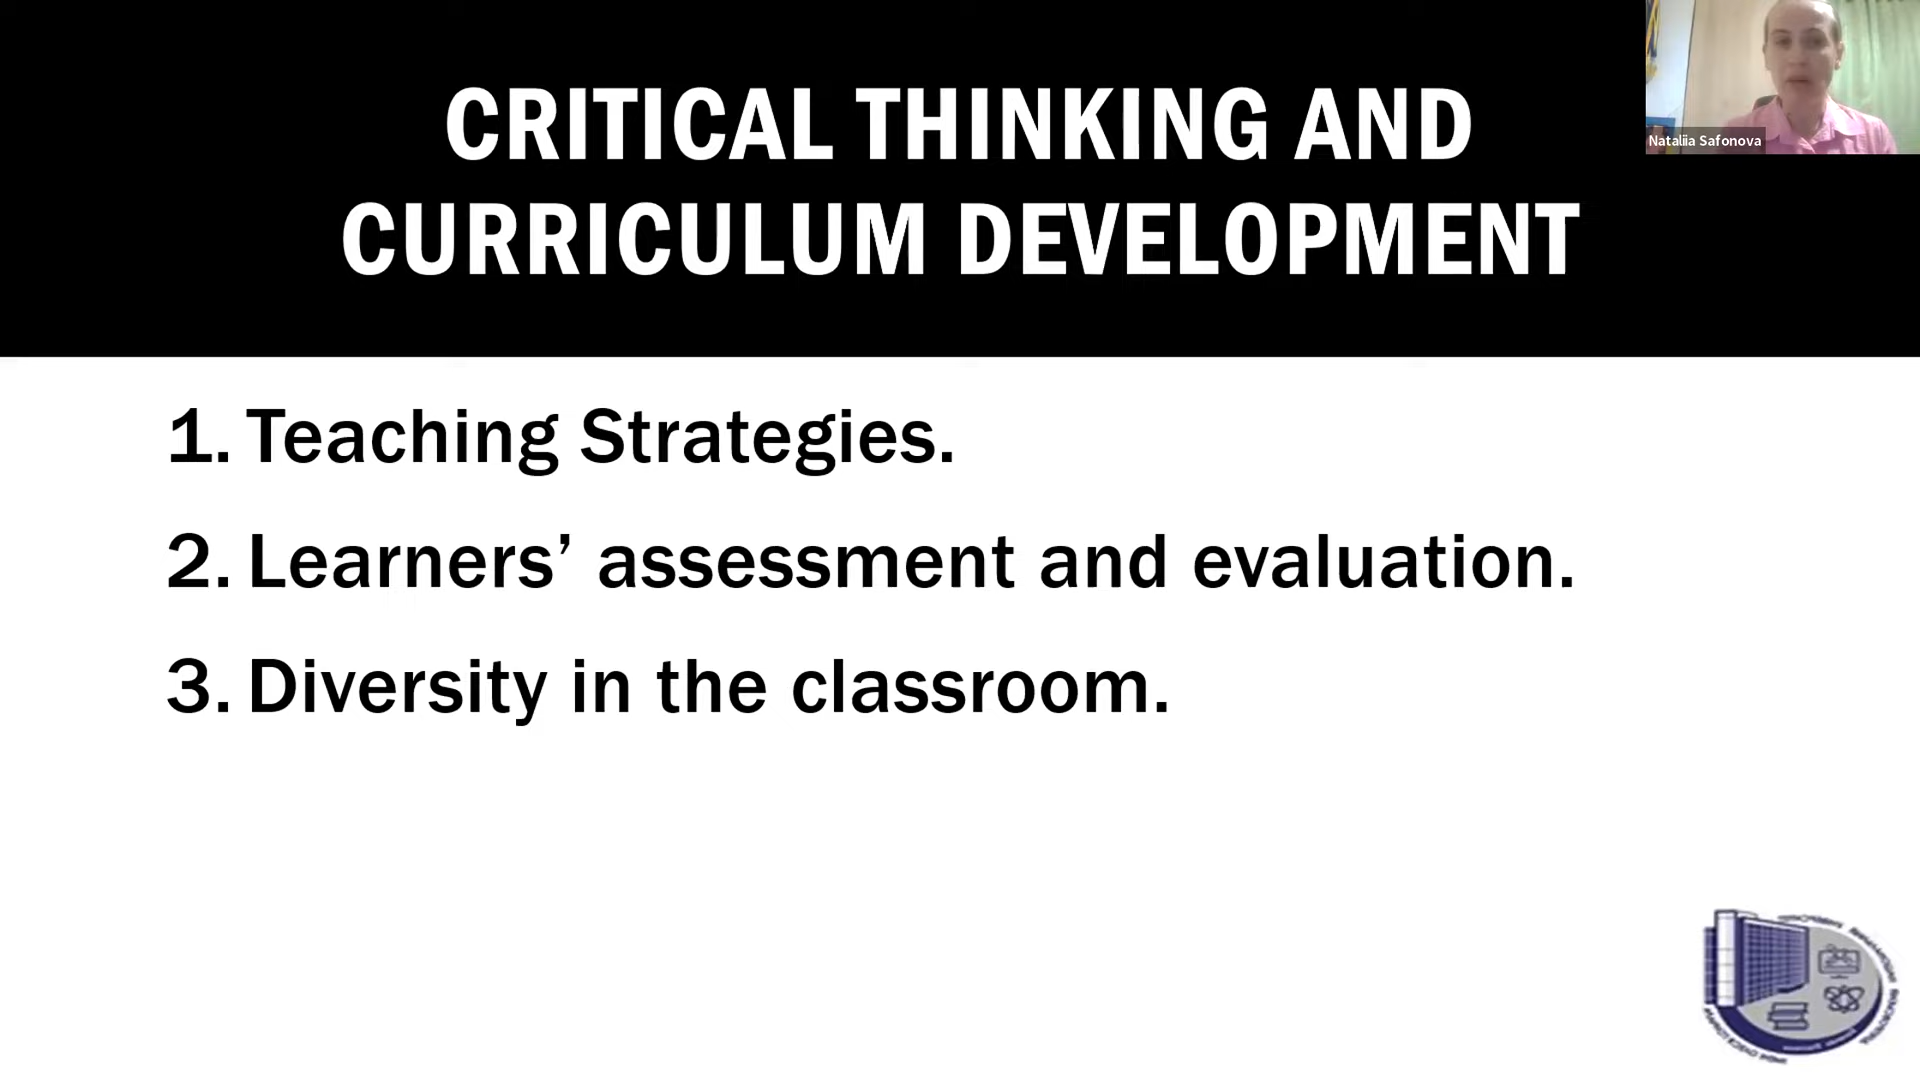 CRITICAL THINKING AND
CURRICULUM DEVELOPMENT
Nataliia Safonova
1. Teaching Strategies.
2. Learners’ assessment and evaluation.
3. Diversity in the classroom.